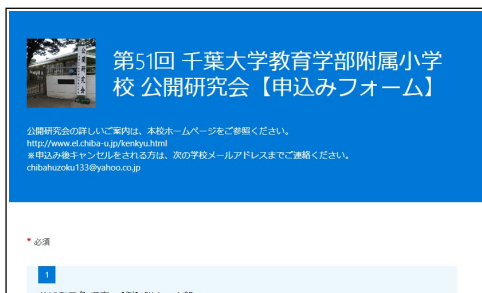 第51回 千葉大学教育学部附属小学
校 公開研究会【申込みフォーム】
公開研究会の詳しいご案内は、本校ホームページをご参照ください。
http://www.el.chiba-u.jp/kenkyu.html
※申込み後キャンセルをされる方は、次の学校メールアドレスまでご連絡ください。
chibahuzoku133@yahoo.co.jp
* 必須
1